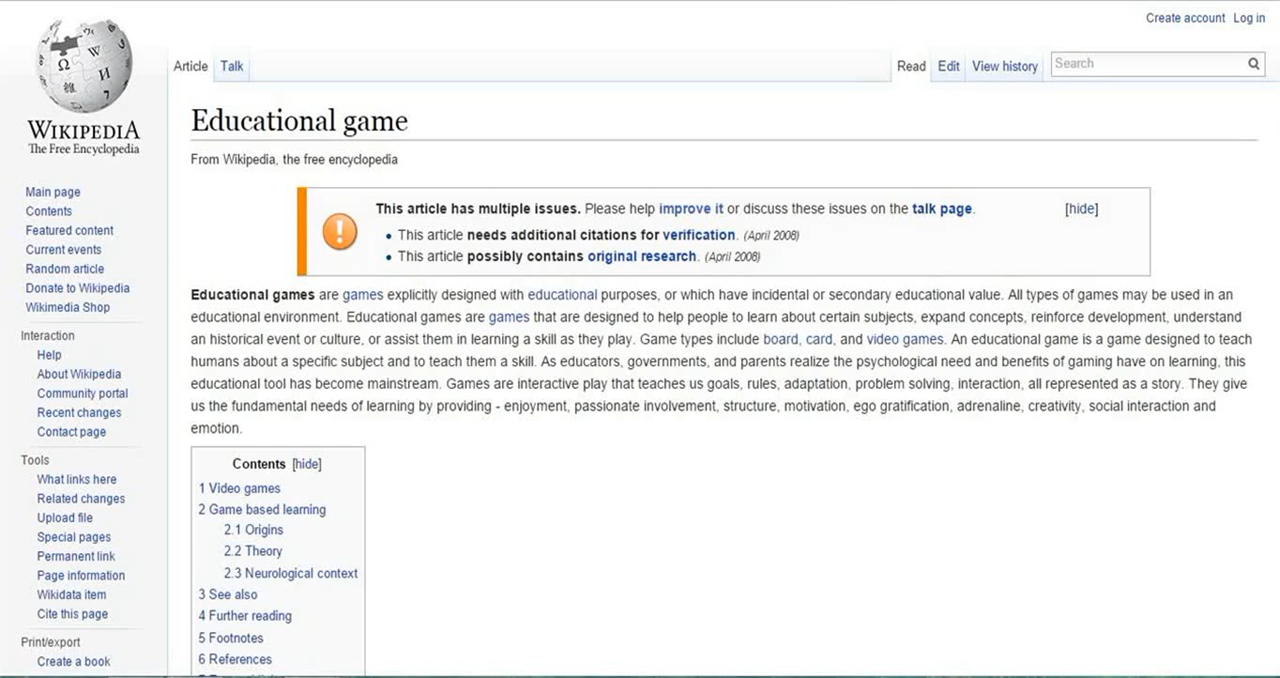 Create account Log in
Article Talk Read Edit View history Search
WIKIPEDIA
The Free Encyclopedia
Main page
Contents
Featured content
Current events
Random article
Donate to Wikipedia
Wikimedia Shop
Interaction
Help
About Wikipedia
Community portal
Recent changes
Contact page
Tools
What links here
Related changes
Upload file
Special pages
Permanent link
Page information
Wikidata item
Cite this page
Print/export
Create a book
Educational game
From Wikipedia, the free encyclopedia
This article has multiple issues. Please help improve it or discuss these issues on the talk page. [hide]
• This article needs additional citations for verification. (April 2008)
• This article possibly contains original research. (April 2008)
Educational games are games explicitly designed with educational purposes, or which have incidental or secondary educational value. All types of games may be used in an
educational environment. Educational games are games that are designed to help people to learn about certain subjects, expand concepts, reinforce development, understand
an historical event or culture, or assist them in learning a skill as they play. Game types include board, card, and video games. An educational game is a game designed to teach
humans about a specific subject and to teach them a skill. As educators, governments, and parents realize the psychological need and benefits of gaming have on learning, this
educational tool has become mainstream. Games are interactive play that teaches us goals, rules, adaptation, problem solving, interaction, all represented as a story. They give
us the fundamental needs of learning by providing - enjoyment, passionate involvement, structure, motivation, ego gratification, adrenaline, creativity, social interaction and
emotion.
Contents [hide]
1 Video games
2 Game based learning
2.1 Origins
2.2 Theory
2.3 Neurological context
3 See also
4 Further reading
5 Footnotes
6 References